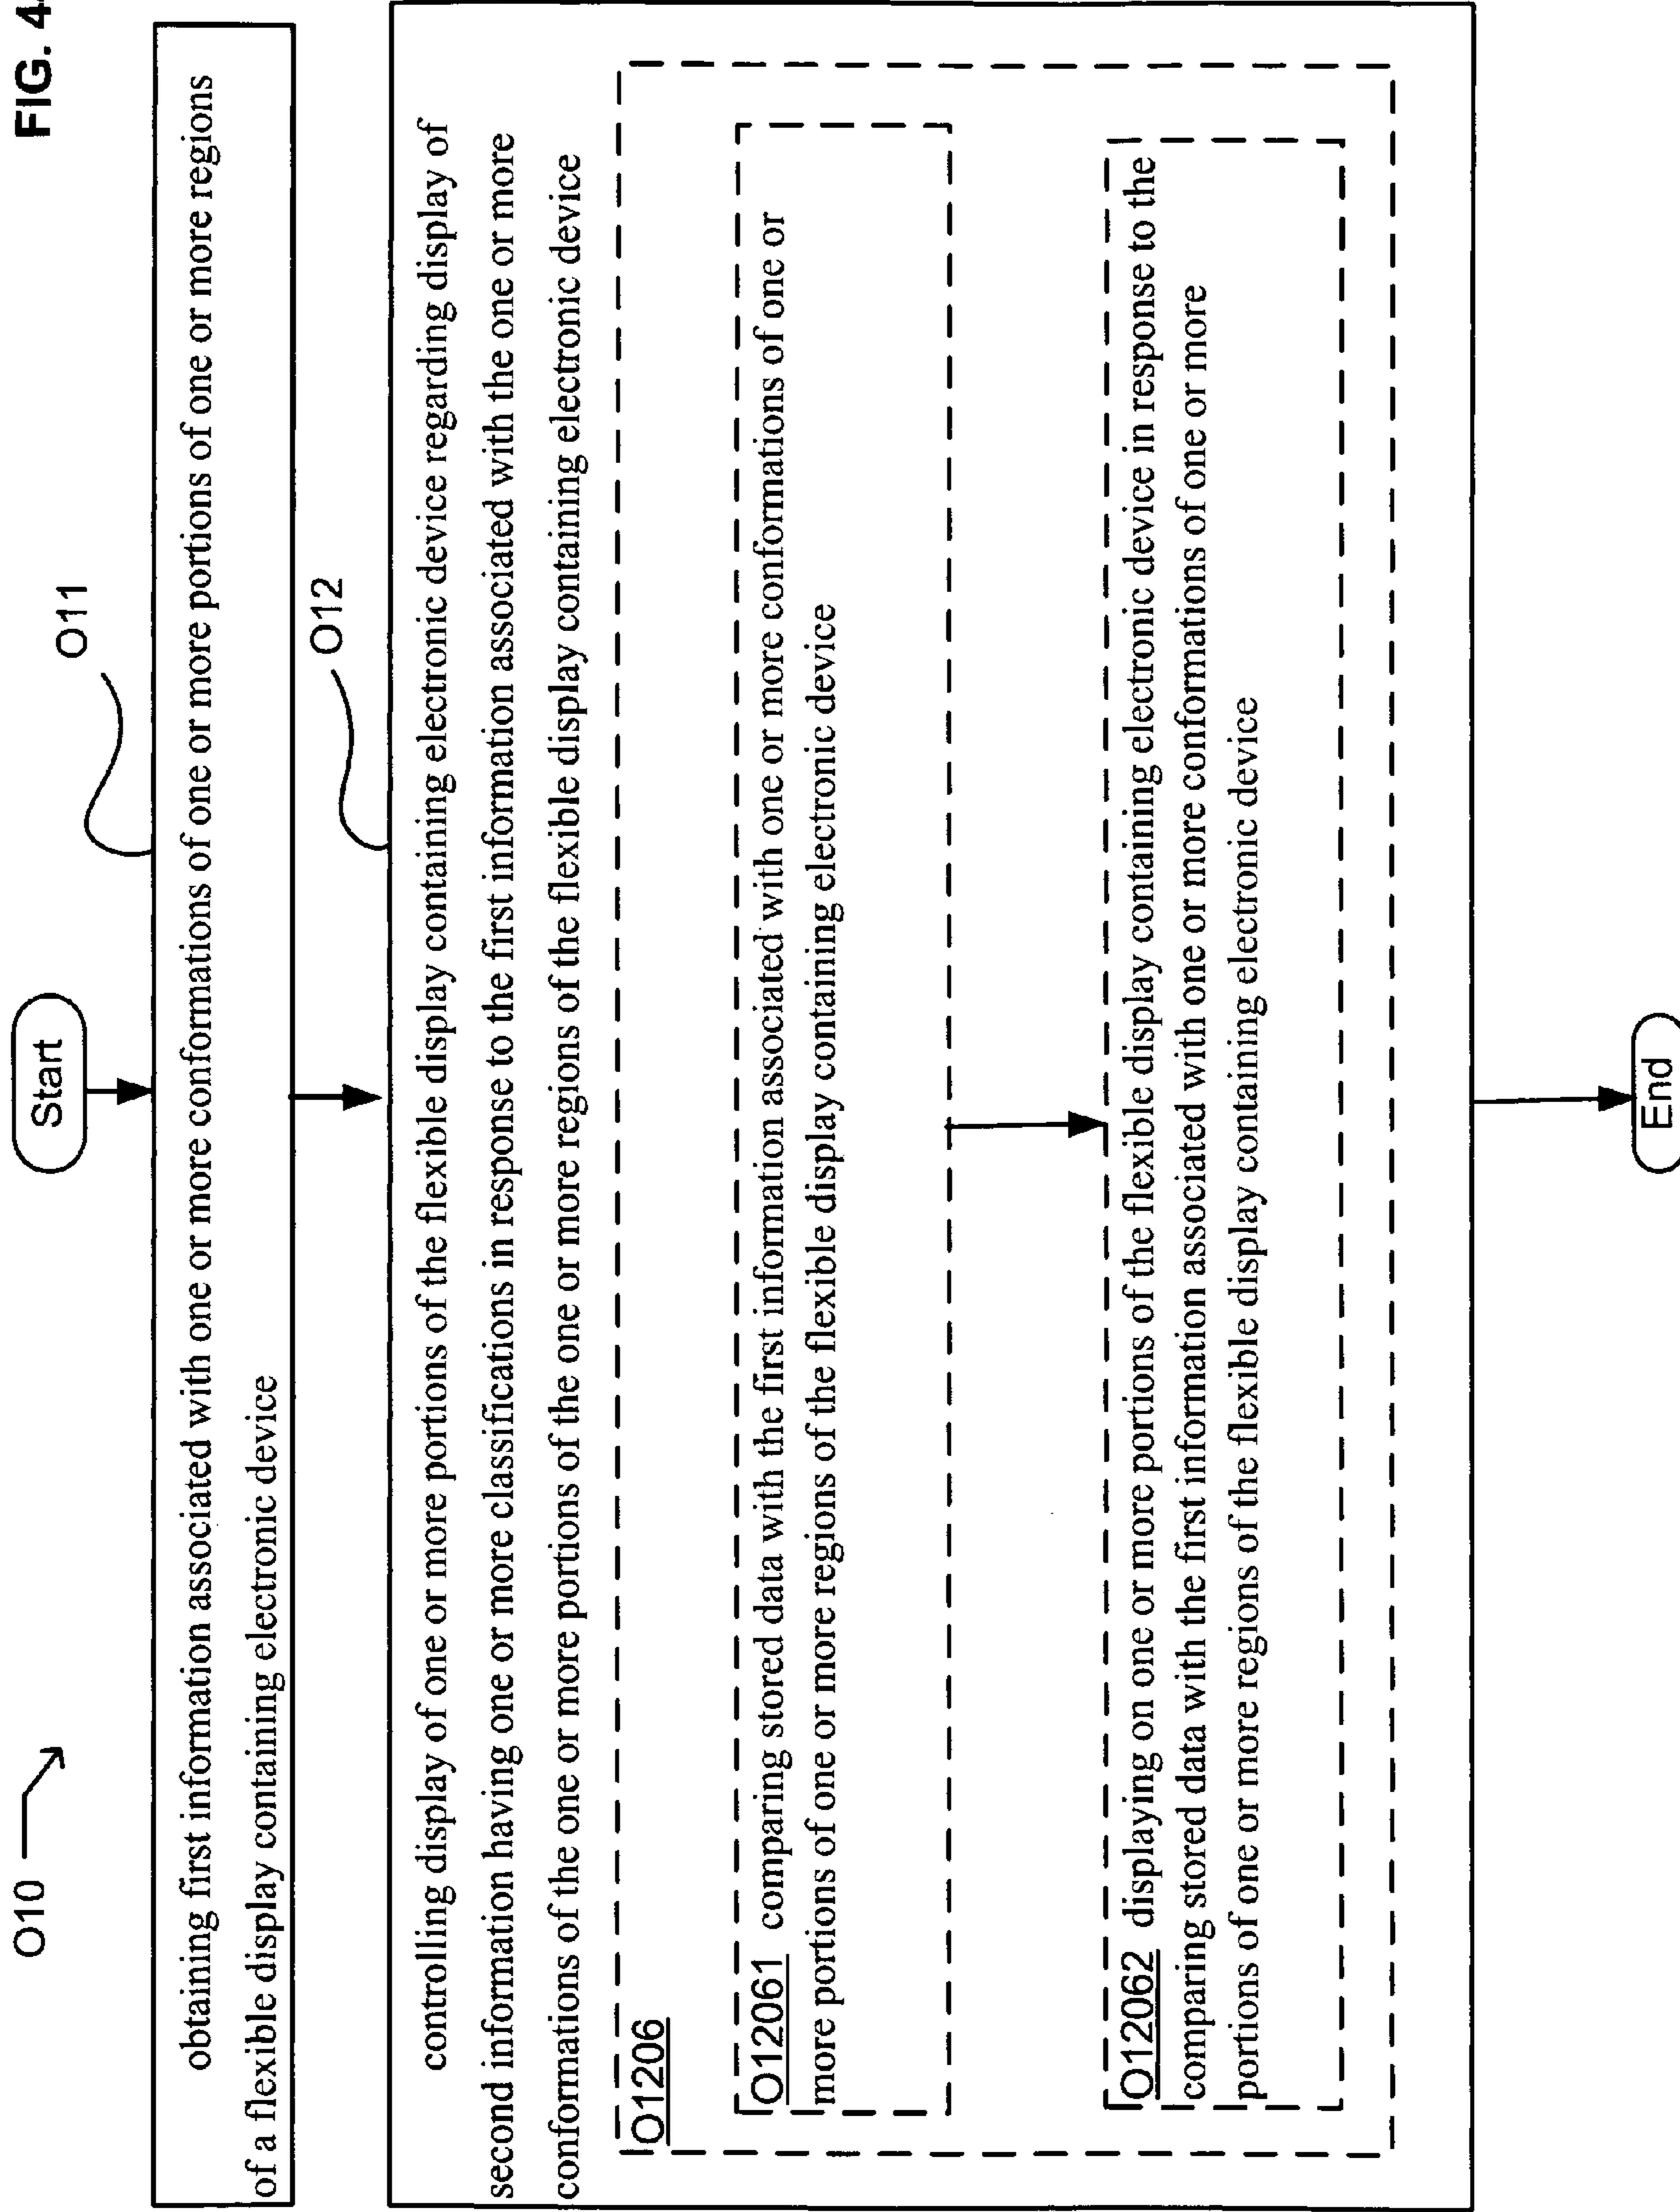 FIG. 4
O10
Start
O11
obtaining first information associated with one or more conformations of one or more portions of one or more regions
of a flexible display containing electronic device
O12
controlling display of one or more portions of the flexible display containing electronic device regarding display of
second information having one or more classifications in response to the first information associated with the one or more
conformations of the one or more portions of the one or more regions of the flexible display containing electronic device
O1206
O12061 comparing stored data with the first information associated with one or more conformations of one or
more portions of one or more regions of the flexible display containing electronic device
O12062 displaying on one or more portions of the flexible display containing electronic device in response to the
comparing stored data with the first information associated with one or more conformations of one or more
portions of one or more regions of the flexible display containing electronic device
End